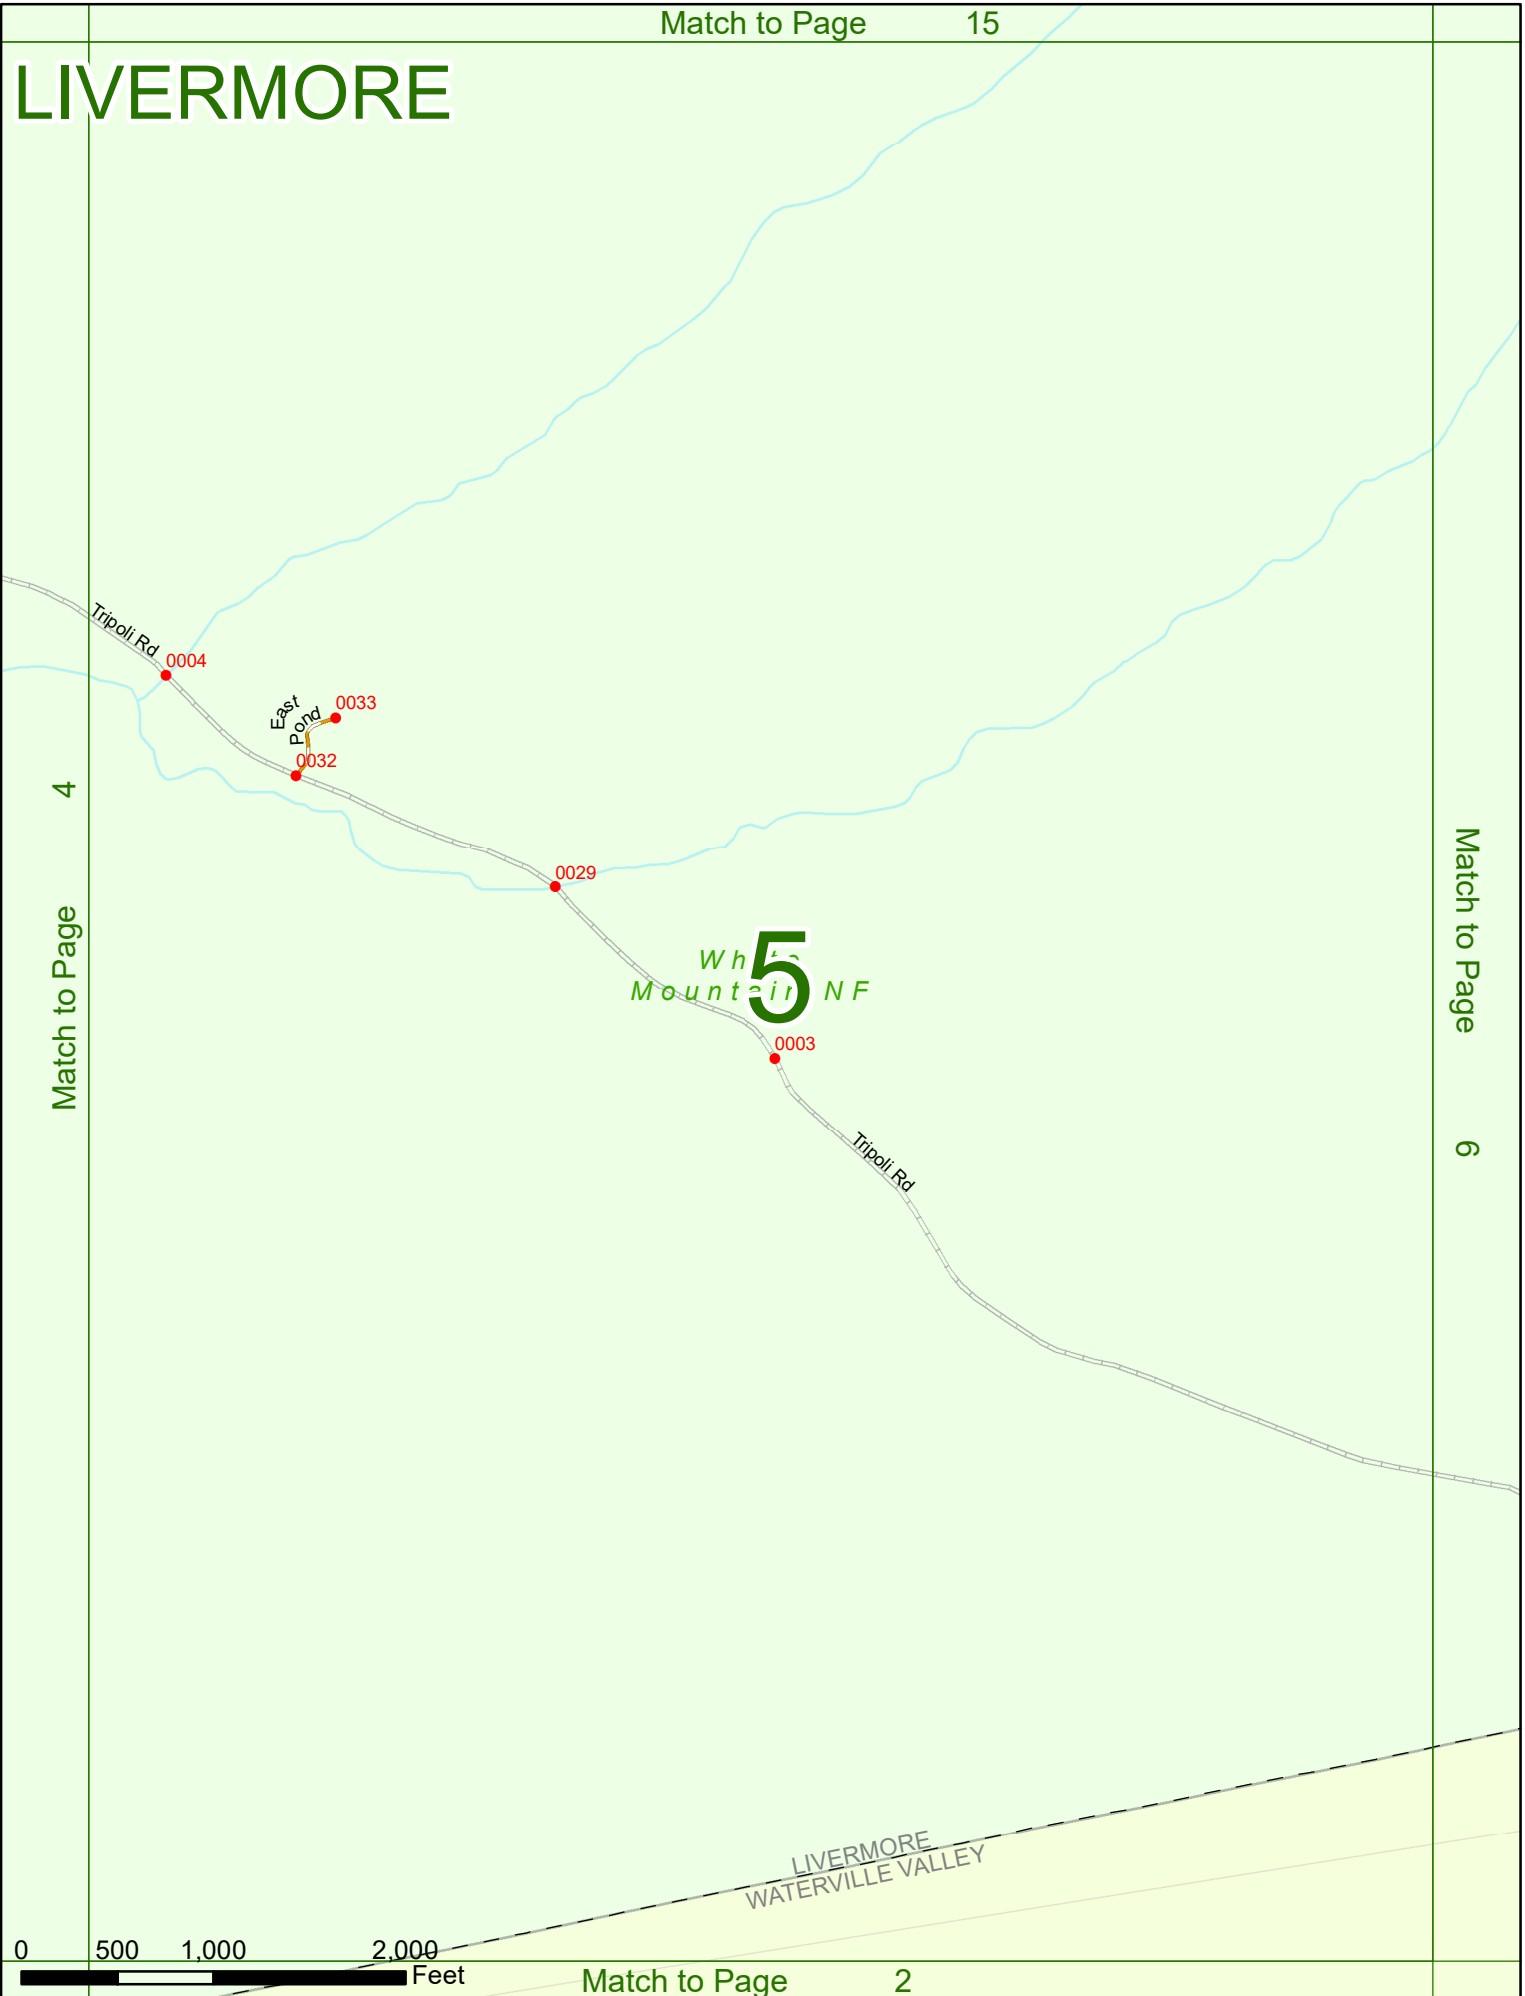 Match to Page 15
LIVERMORE
Tripoli Rd
0004
East
Pond
0033
0032
4
Match to Page
0029
Match to Page
6
White
Mountain NF
5
0003
Tripoli Rd
LIVERMORE
WATERVILLE VALLEY
0 500 1,000 2,000
Feet
Match to Page 2